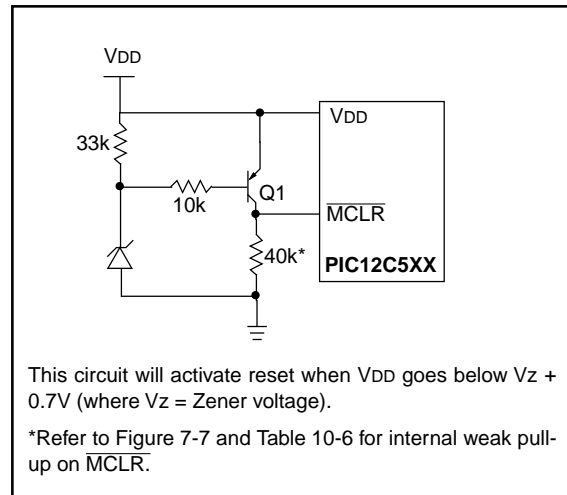 VDD
33k
VDD
Q1
10k
MCLR
40k*
PIC12C5XX
This circuit will activate reset when VDD goes below Vz +
0.7V (where Vz = Zener voltage).
*Refer to Figure 7-7 and Table 10-6 for internal weak pull-
up on MCLR.